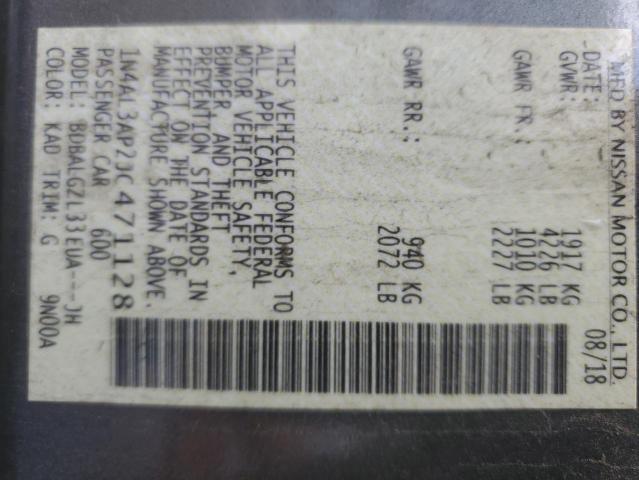 MFD BY NISSAN MOTOR CO., LTD.
DATE: 08/18
GVWR: 1917 KG
4226 LB
GAWR FR.: 1010 KG
2227 LB
GAWR RR.: 940 KG
2072 LB
THIS VEHICLE CONFORMS TO
ALL APPLICABLE FEDERAL
MOTOR VEHICLE SAFETY,
BUMPER, AND THEFT
PREVENTION STANDARDS IN
EFFECT ON THE DATE OF
MANUFACTURE SHOWN ABOVE.
1N4AL3AP2JC471128
PASSENGER CAR 600
MODEL: BDBALGZL33EUA---JH
COLOR: KAD TRIM: G 9N00A